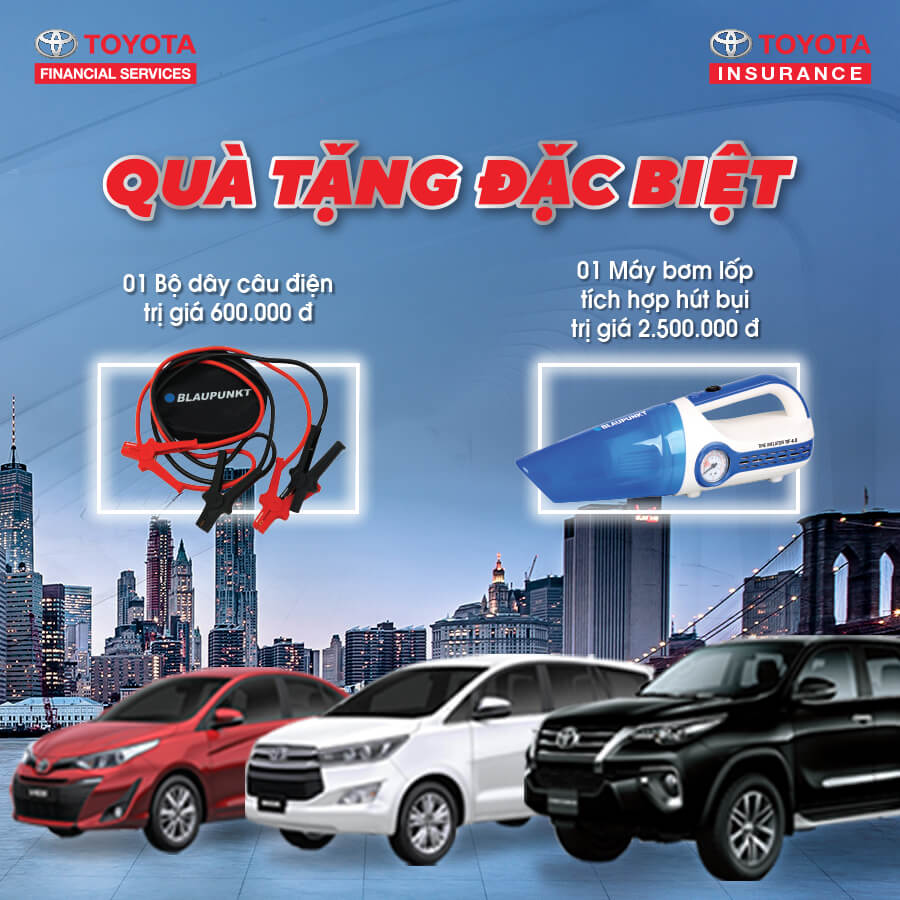 TOYOTA
FINANCIAL SERVICES
TOYOTA
INSURANCE
QUÀ TẶNG ĐẶC BIỆT
01 Bộ dây câu điện
trị giá 600.000 đ
01 Máy bơm lốp
tích hợp hút bụi
trị giá 2.500.000 đ
BLAUPUNKT
BLAUPUNKT